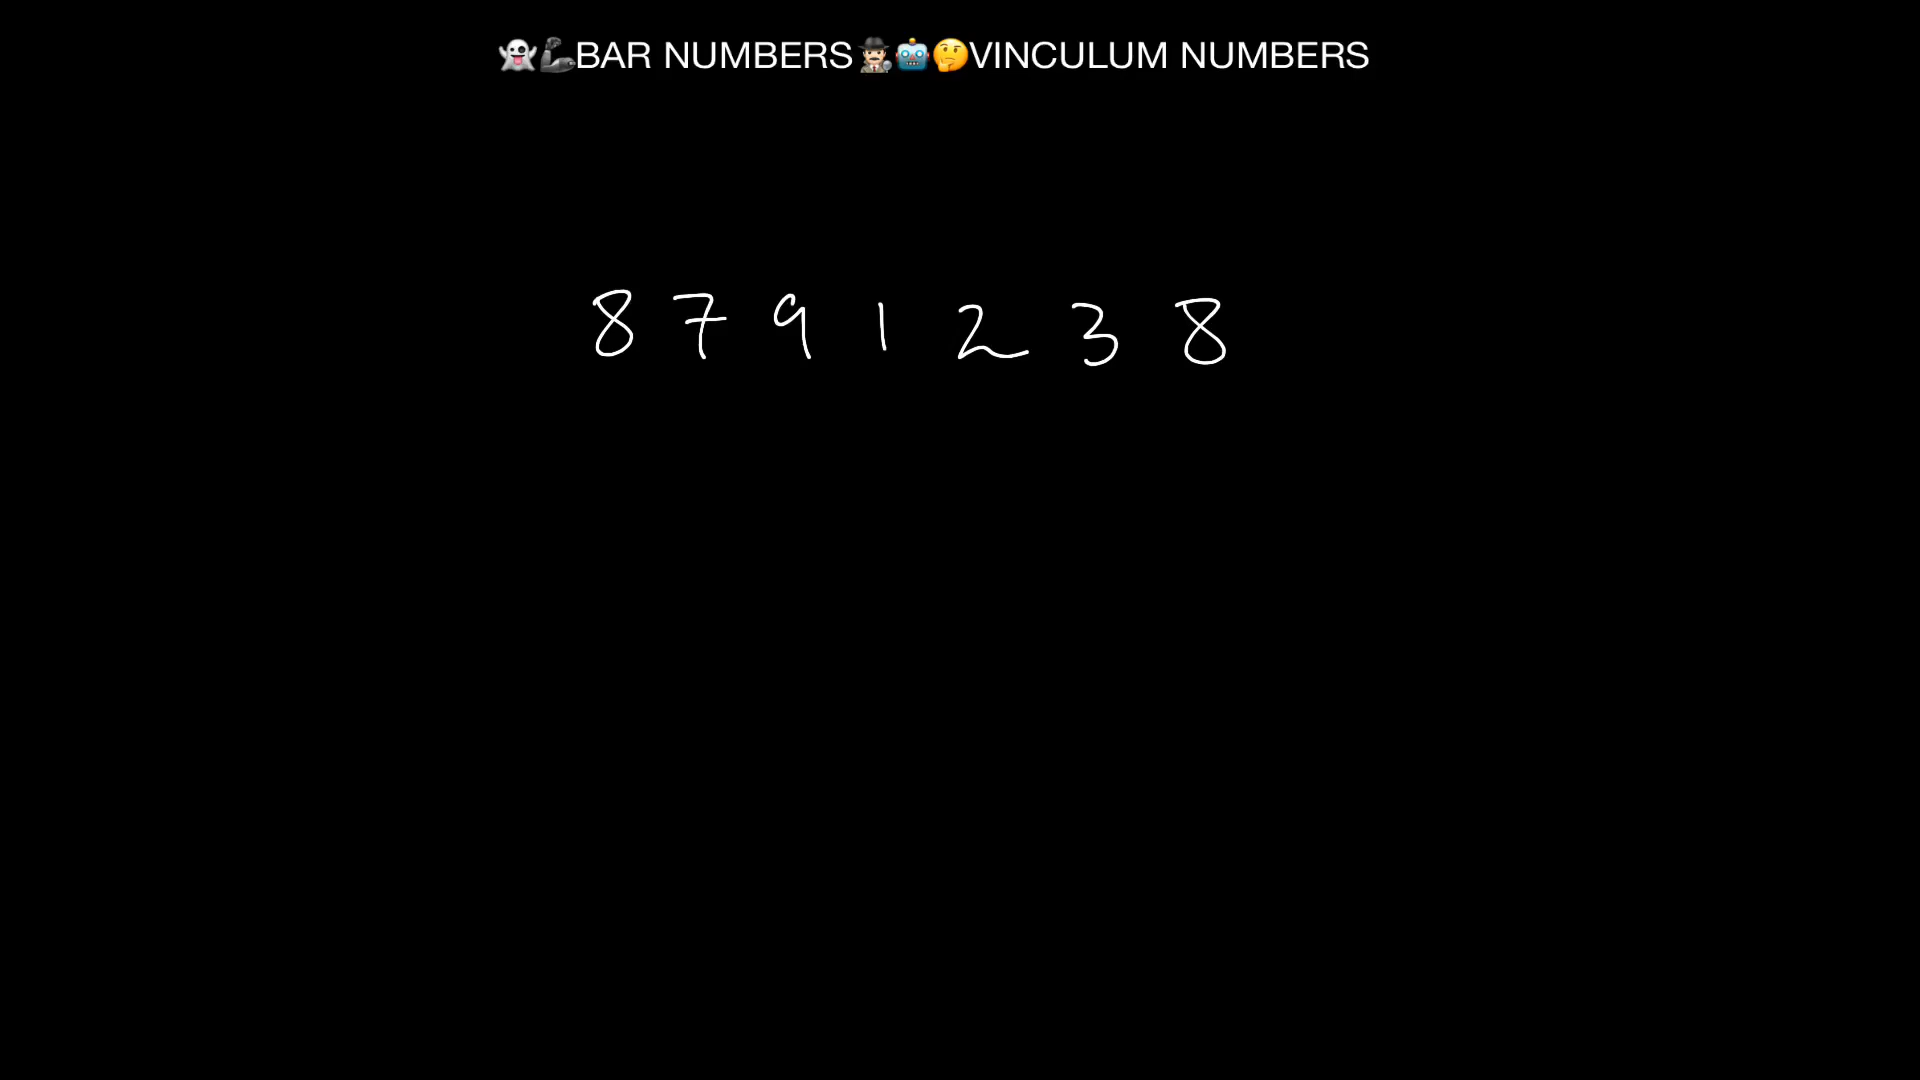 👻🦾BAR NUMBERS🕵🏻‍♂️🤖🤔VINCULUM NUMBERS
8 7 9 1 2 3 8